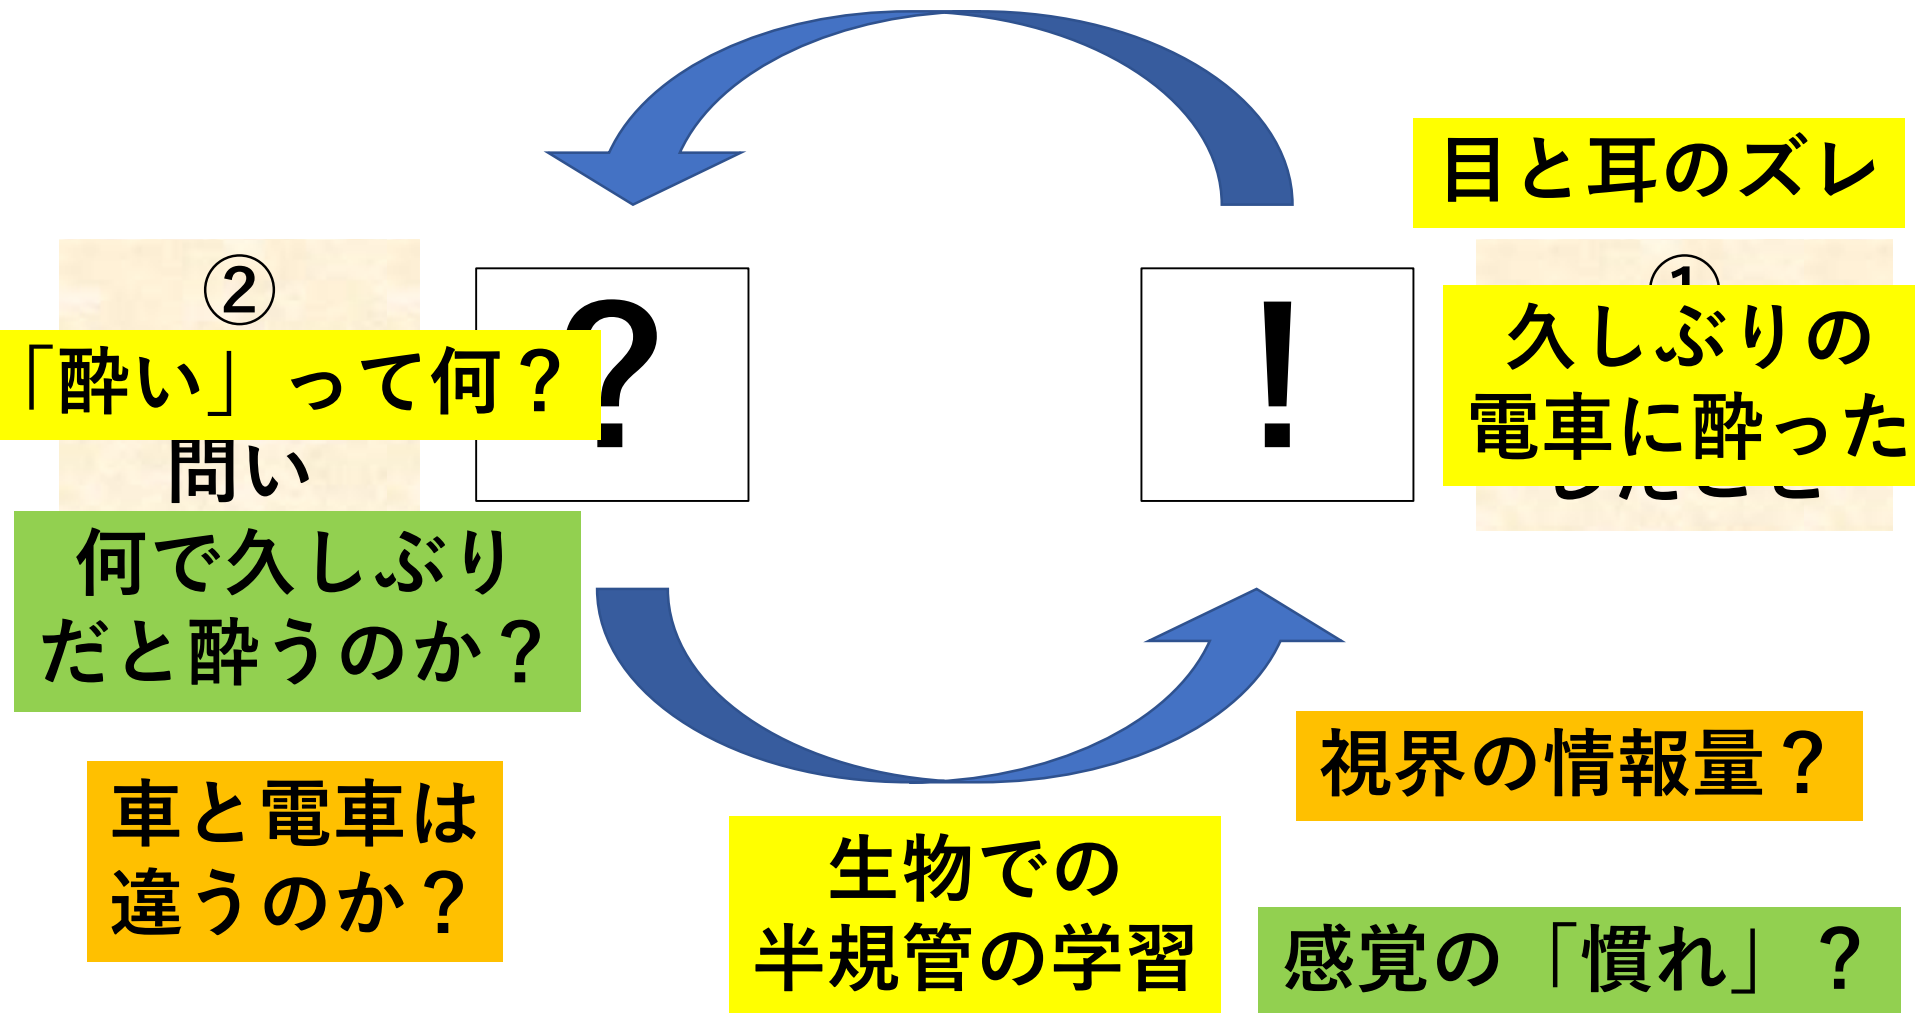 目と耳のズレ
①
久しぶりの
電車に酔った
！
②
「酔い」って何？
問い
？
何で久しぶり
だと酔うのか？
車と電車は
違うのか？
生物での
半規管の学習
視界の情報量？
感覚の「慣れ」？